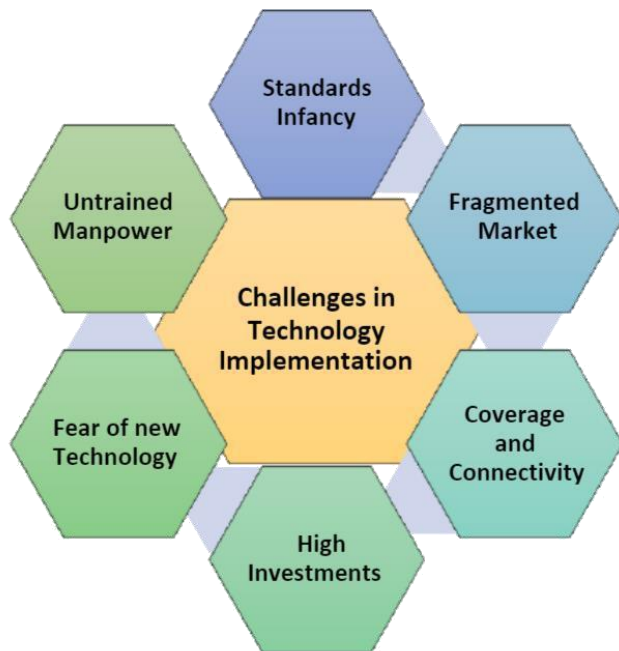 Standards
Infancy
Untrained
Manpower
Fragmented
Market
Challenges in
Technology
Implementation
Fear of new
Technology
Coverage
and
Connectivity
High
Investments